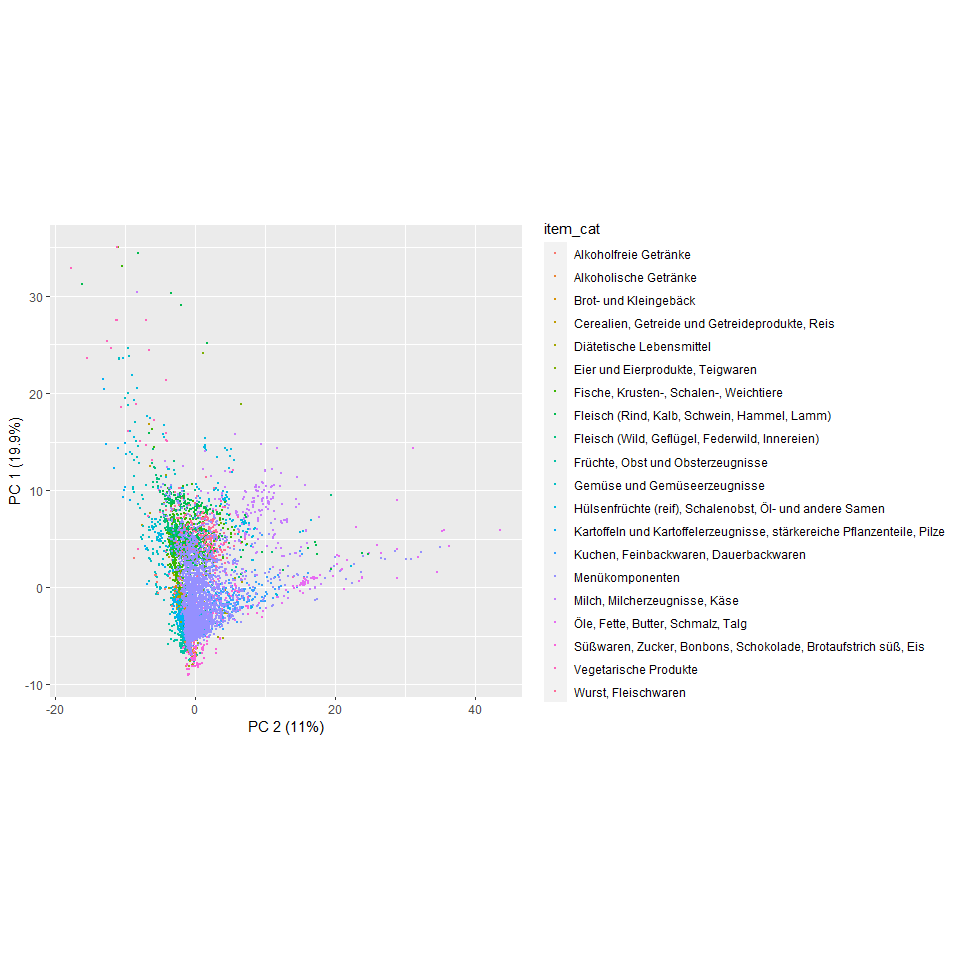 item_cat
Alkoholfreie Getränke
Alkoholische Getränke
Brot- und Kleingebäck
Cerealien, Getreide und Getreideprodukte, Reis
Diätetische Lebensmittel
Eier und Eierprodukte, Teigwaren
Fische, Krusten-, Schalen-, Weichtiere
Fleisch (Rind, Kalb, Schwein, Hammel, Lamm)
Fleisch (Wild, Geflügel, Federwild, Innereien)
Früchte, Obst und Obsterzeugnisse
Gemüse und Gemüseerzeugnisse
Hülsenfrüchte (reif), Schalenobst, Öl- und andere Samen
Kartoffeln und Kartoffelerzeugnisse, stärkereiche Pflanzenteile, Pilze
Kuchen, Feinbackwaren, Dauerbackwaren
Menükomponenten
Milch, Milcherzeugnisse, Käse
Öle, Fette, Butter, Schmalz, Talg
Süßwaren, Zucker, Bonbons, Schokolade, Brotaufstrich süß, Eis
Vegetarische Produkte
Wurst, Fleischwaren
PC 1 (19.9%)
30
20
10
0
-10
-20
0
20
40
PC 2 (11%)